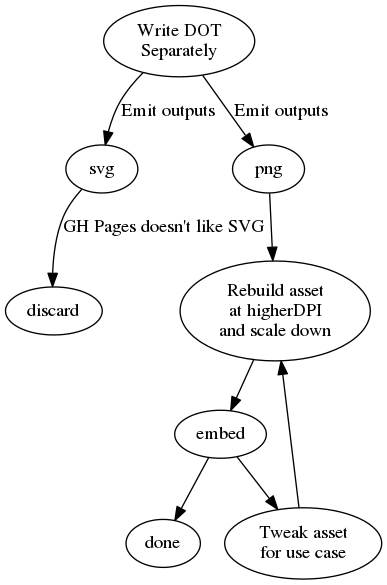 Write DOT
Separately
Emit outputs
Emit outputs
svg
png
GH Pages doesn't like SVG
discard
Rebuild asset
at higherDPI
and scale down
embed
done
Tweak asset
for use case